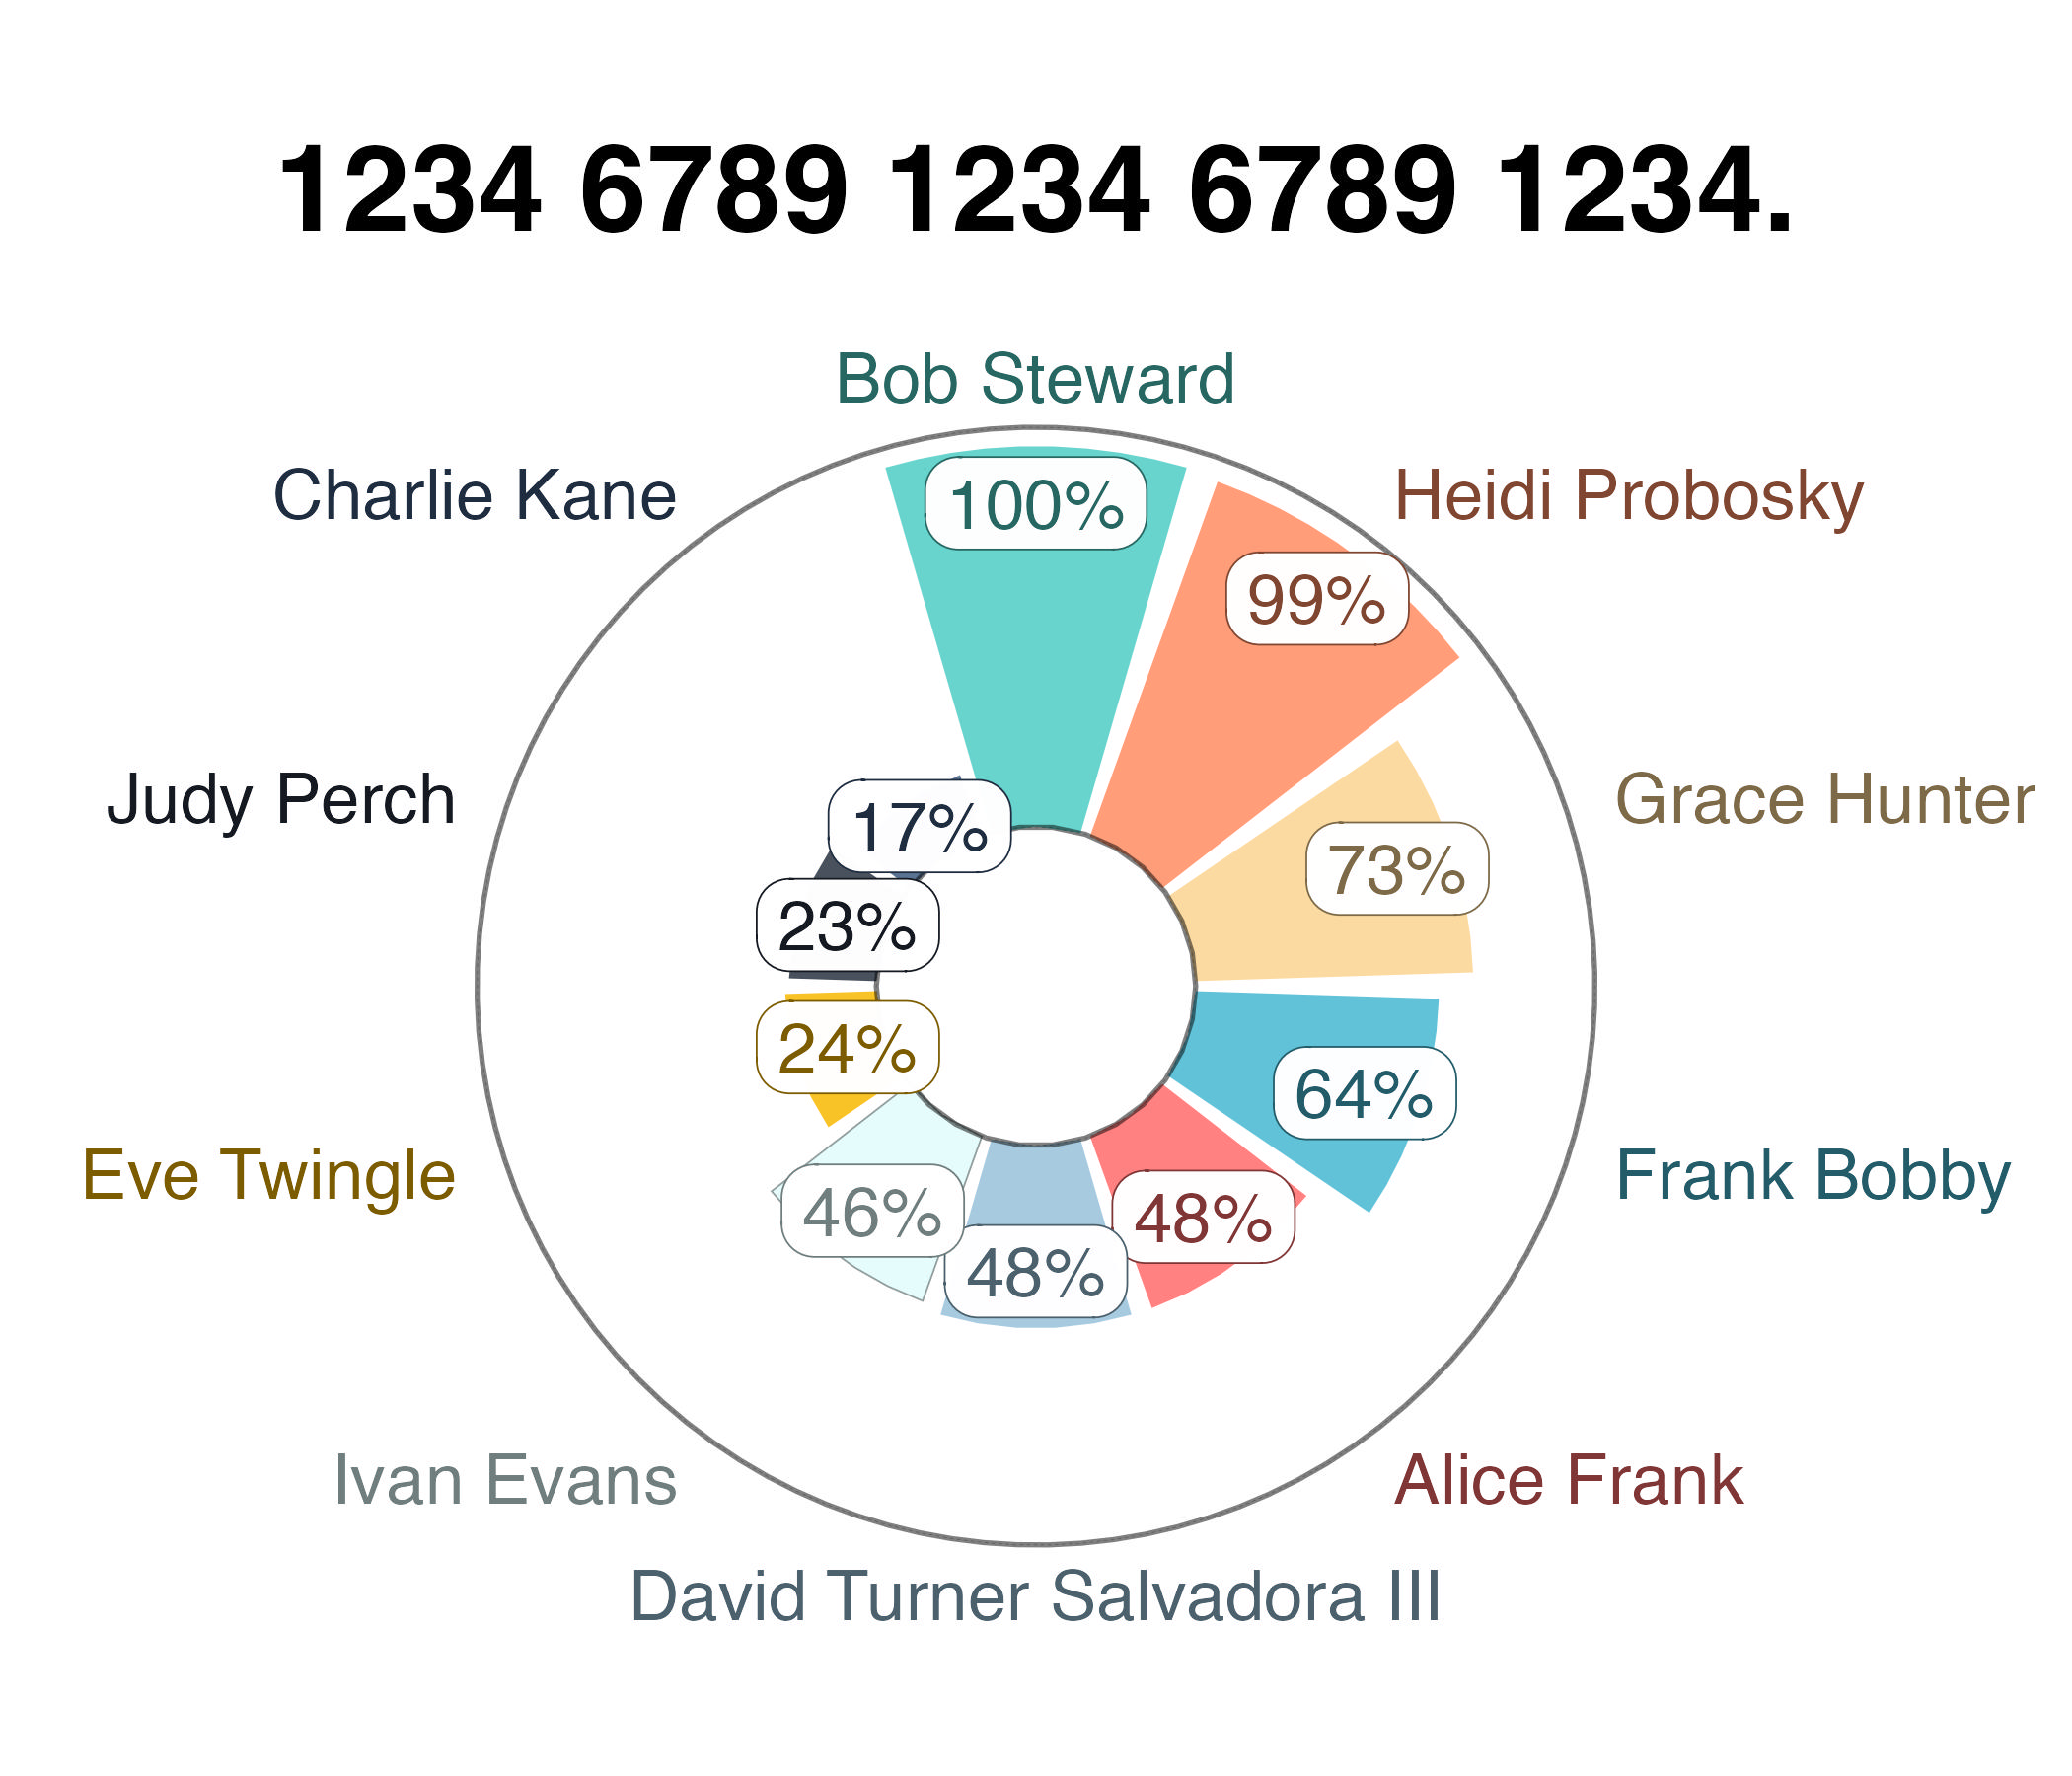 1234 6789 1234 6789 1234.
Bob Steward
Charlie Kane
Heidi Probosky
100%
99%
Judy Perch
Grace Hunter
17%
73%
23%
24%
64%
Eve Twingle
Frank Bobby
46%
48%
48%
Ivan Evans
Alice Frank
David Turner Salvadora III